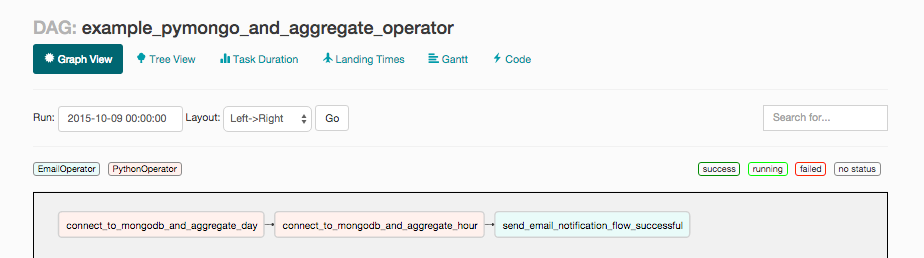 DAG: example_pymongo_and_aggregate_operator
Graph View Tree View Task Duration Landing Times Gantt Code
Run: 2015-10-09 00:00:00 Layout: Left->Right Go Search for...
EmailOperator PythonOperator success running failed no status
connect_to_mongodb_and_aggregate_day connect_to_mongodb_and_aggregate_hour send_email_notification_flow_successful